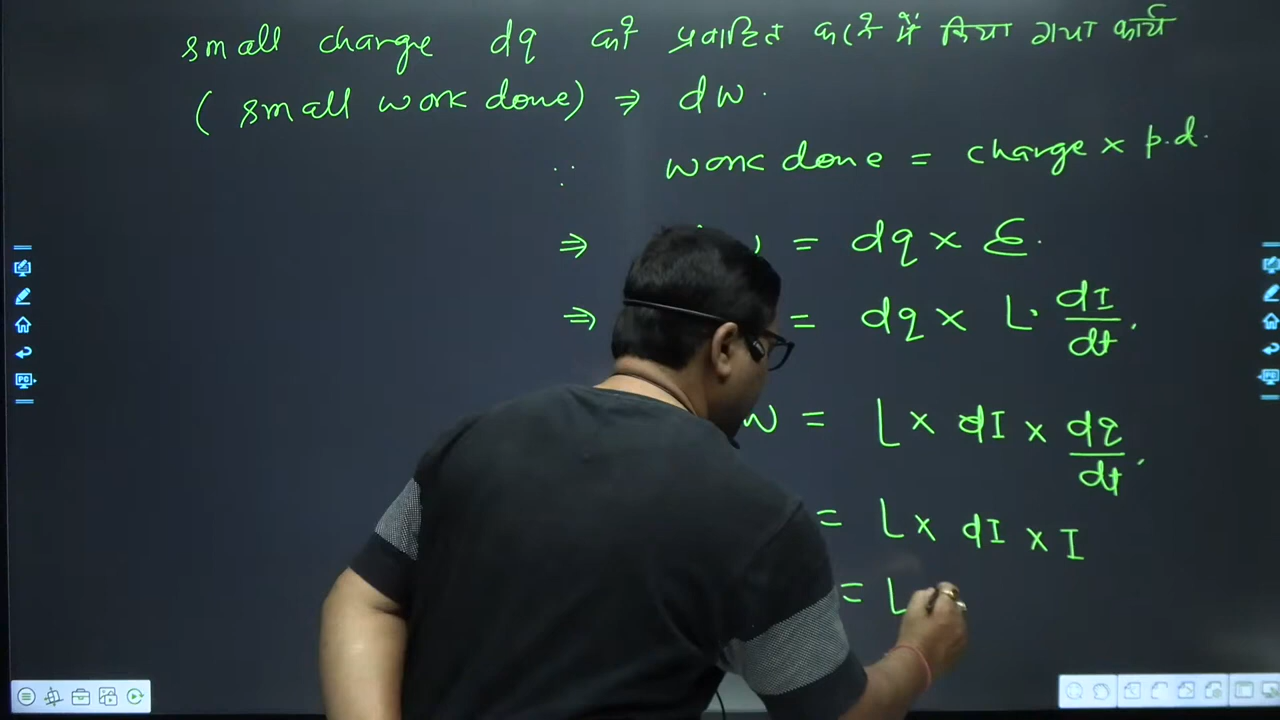 small change dq को प्रवाहित करने में किया गया कार्य
( small work done) ⇒ dW.
∵ work done = charge × p.d.
⇒ = dq × ℰ.
⇒ = dq × L· dI/dt.
W = L × dI × dq/dt.
= L × dI × I
= L